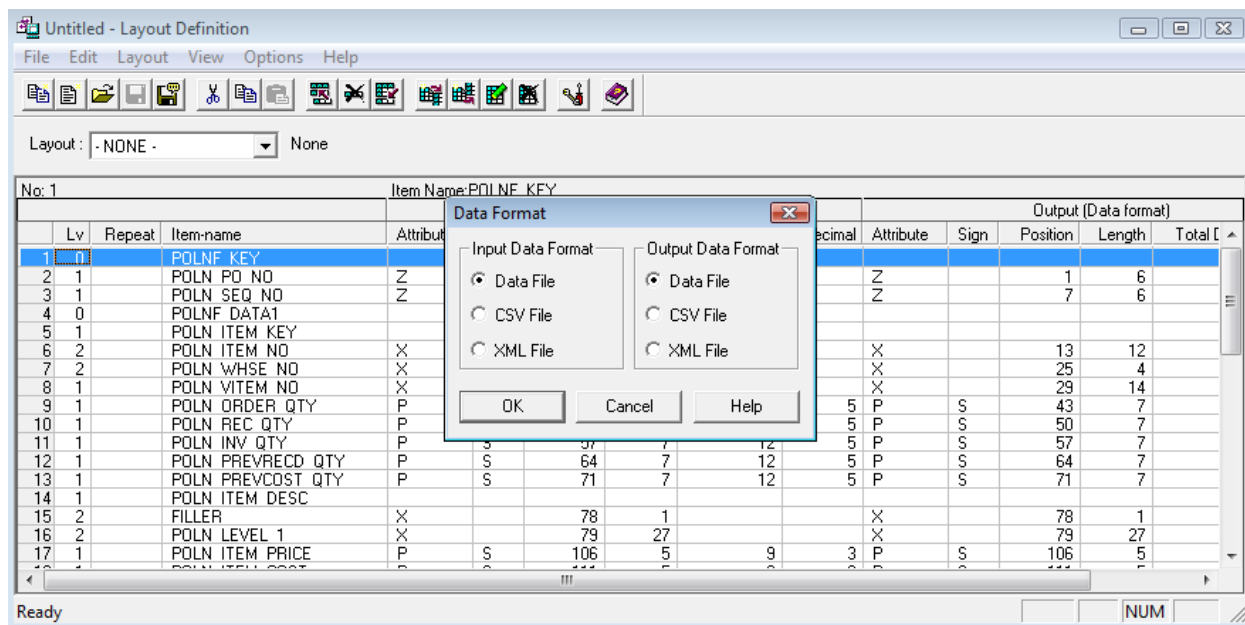 Untitled - Layout Definition
File Edit Layout View Options Help
Layout : - NONE - None
No: 1 Item Name:POLNF KEY
Output (Data format)
Lv Repeat Item-name Attribut ecimal Attribute Sign Position Length Total D
1 0 POLNF KEY
2 1 POLN PO NO Z Z 1 6
3 1 POLN SEQ NO Z Z 7 6
4 0 POLNF DATA1
5 1 POLN ITEM KEY
6 2 POLN ITEM NO X X 13 12
7 2 POLN WHSE NO X X 25 4
8 1 POLN VITEM NO X X 29 14
9 1 POLN ORDER QTY P 5 P S 43 7
10 1 POLN REC QTY P 5 P S 50 7
11 1 POLN INV QTY P S 57 7 12 5 P S 57 7
12 1 POLN PREVRECD QTY P S 64 7 12 5 P S 64 7
13 1 POLN PREVCOST QTY P S 71 7 12 5 P S 71 7
14 1 POLN ITEM DESC
15 2 FILLER X 78 1 X 78 1
16 2 POLN LEVEL 1 X 79 27 X 79 27
17 1 POLN ITEM PRICE P S 106 5 9 3 P S 106 5
Data Format
Input Data Format Output Data Format
Data File Data File
CSV File CSV File
XML File XML File
OK Cancel Help
Ready NUM